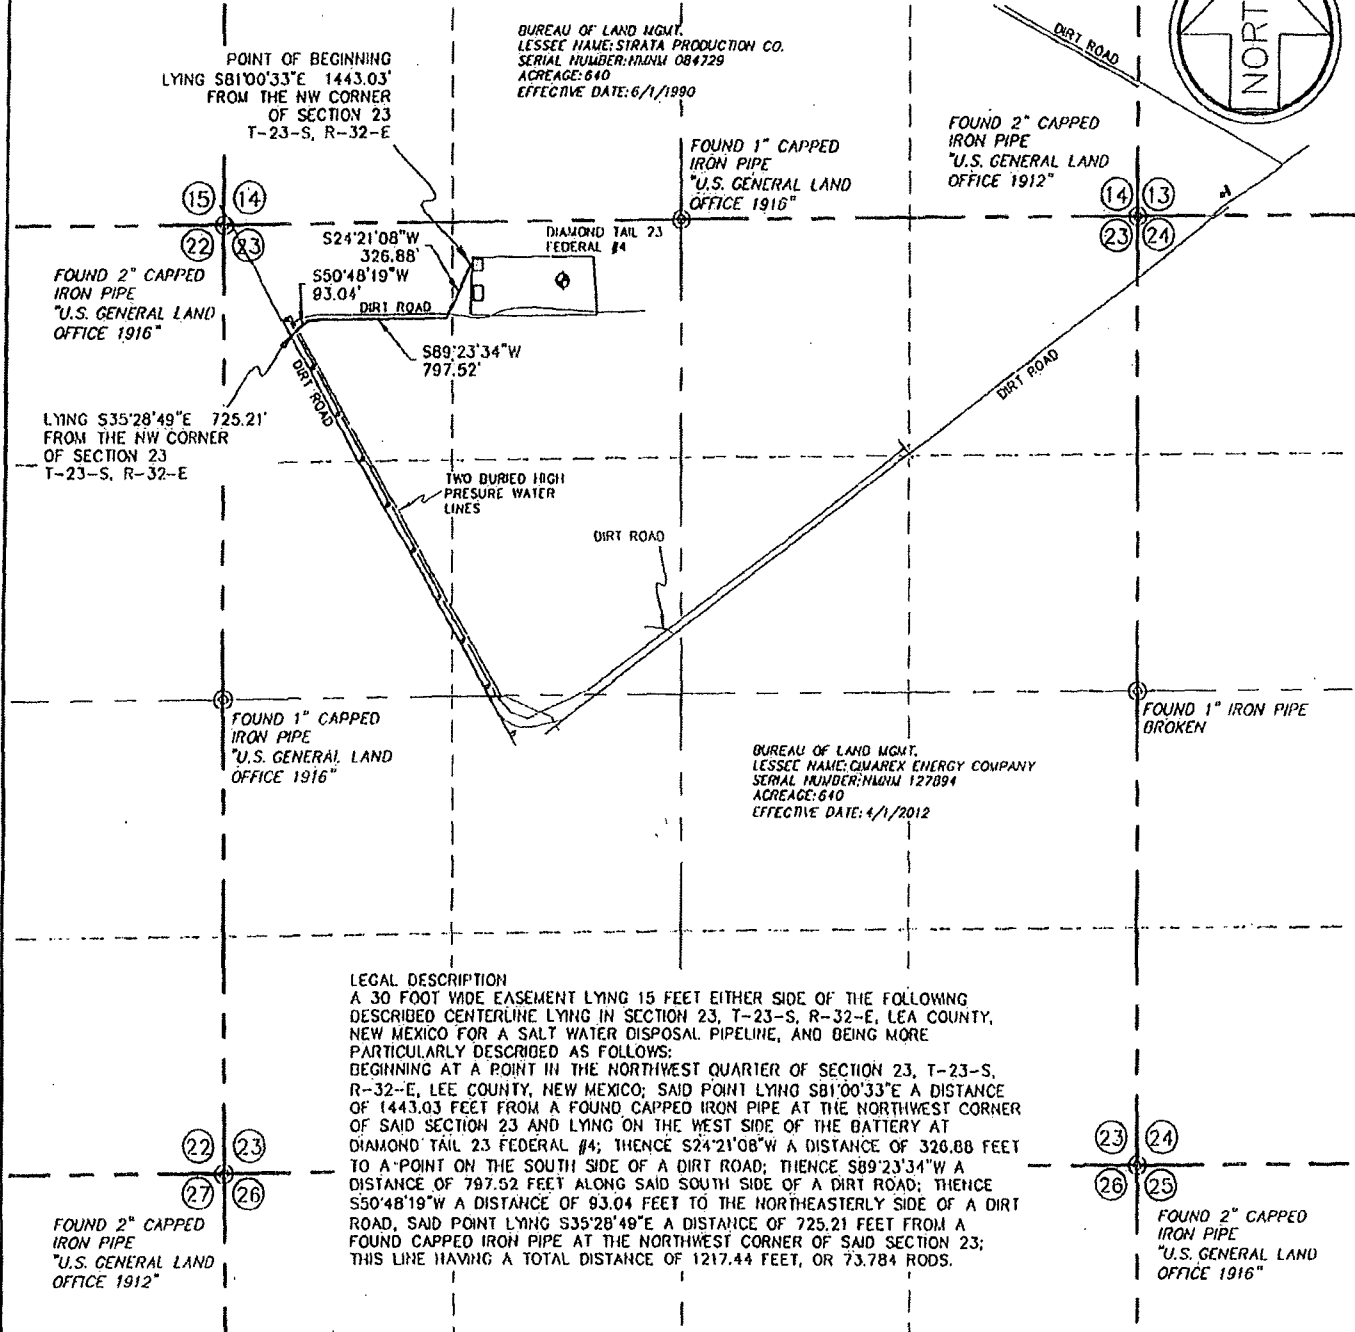 BUREAU OF LAND MGMT.
LESSEE NAME: STRATA PRODUCTION CO.
SERIAL NUMBER: NMNM 084729
ACREAGE: 640
EFFECTIVE DATE: 6/1/1990
DIRT ROAD
NORT
POINT OF BEGINNING
LYING S81°00'33"E 1443.03'
FROM THE NW CORNER
OF SECTION 23
T-23-S, R-32-E
FOUND 1" CAPPED
IRON PIPE
"U.S. GENERAL LAND
OFFICE 1916"
FOUND 2" CAPPED
IRON PIPE
"U.S. GENERAL LAND
OFFICE 1912"
15 14
22 23
14 13
23 24
S24°21'08"W
326.88'
S50°48'19"W
93.04'
DIRT ROAD
DIAMOND TAIL 23
FEDERAL #4
FOUND 2" CAPPED
IRON PIPE
"U.S. GENERAL LAND
OFFICE 1916"
S89°23'34"W
797.52'
DIRT ROAD
DIRT ROAD
LYING S35°28'49"E 725.21'
FROM THE NW CORNER
OF SECTION 23
T-23-S, R-32-E
TWO BURIED HIGH
PRESURE WATER
LINES
DIRT ROAD
FOUND 1" CAPPED
IRON PIPE
"U.S. GENERAL LAND
OFFICE 1916"
FOUND 1" IRON PIPE
BROKEN
BUREAU OF LAND MGMT.
LESSEE NAME: CIMAREX ENERGY COMPANY
SERIAL NUMBER: NMNM 127894
ACREAGE: 640
EFFECTIVE DATE: 4/1/2012
LEGAL DESCRIPTION
A 30 FOOT WIDE EASEMENT LYING 15 FEET EITHER SIDE OF THE FOLLOWING
DESCRIBED CENTERLINE LYING IN SECTION 23, T-23-S, R-32-E, LEA COUNTY,
NEW MEXICO FOR A SALT WATER DISPOSAL PIPELINE, AND BEING MORE
PARTICULARLY DESCRIBED AS FOLLOWS:
BEGINNING AT A POINT IN THE NORTHWEST QUARTER OF SECTION 23, T-23-S,
R-32-E, LEE COUNTY, NEW MEXICO; SAID POINT LYING S81°00'33"E A DISTANCE
OF 1443.03 FEET FROM A FOUND CAPPED IRON PIPE AT THE NORTHWEST CORNER
OF SAID SECTION 23 AND LYING ON THE WEST SIDE OF THE BATTERY AT
DIAMOND TAIL 23 FEDERAL #4; THENCE S24°21'08"W A DISTANCE OF 326.88 FEET
TO A POINT ON THE SOUTH SIDE OF A DIRT ROAD; THENCE S89°23'34"W A
DISTANCE OF 797.52 FEET ALONG SAID SOUTH SIDE OF A DIRT ROAD; THENCE
S50°48'19"W A DISTANCE OF 93.04 FEET TO THE NORTHEASTERLY SIDE OF A DIRT
ROAD, SAID POINT LYING S35°28'49"E A DISTANCE OF 725.21 FEET FROM A
FOUND CAPPED IRON PIPE AT THE NORTHWEST CORNER OF SAID SECTION 23;
THIS LINE HAVING A TOTAL DISTANCE OF 1217.44 FEET, OR 73.784 RODS.
22 23
27 26
23 24
26 25
FOUND 2" CAPPED
IRON PIPE
"U.S. GENERAL LAND
OFFICE 1912"
FOUND 2" CAPPED
IRON PIPE
"U.S. GENERAL LAND
OFFICE 1916"